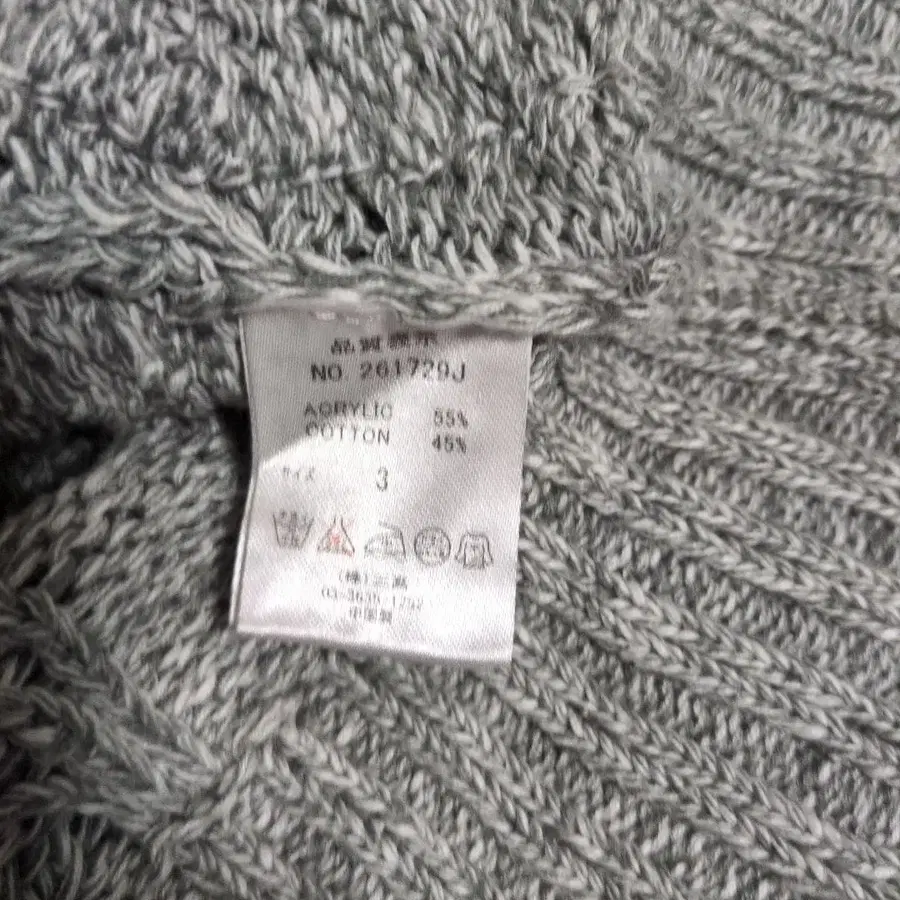 品質表示
NO 261729J
ACRYLIC 55%
COTTON 45%
サイズ 3
(株)三高
中国製